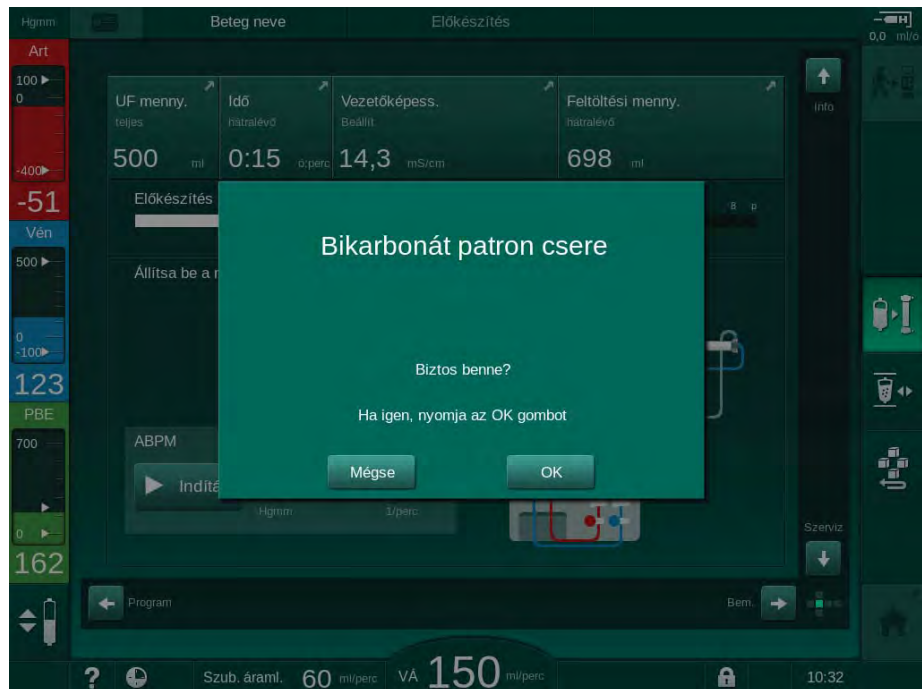 Hgmm
Beteg neve
Előkészítés
0,0 ml/ó
Art
100
0
-400
-51
Vén
500
0
-100
123
PBE
700
0
162
UF menny.
teljes
500 ml
Idő
hátralévő
0:15 ó:perc
Vezetőképess.
Beállít.
14,3 mS/cm
Feltöltési menny.
hátralévő
698 ml
info
Előkészítés
8 p
Állítsa be a
Bikarbonát patron csere
Biztos benne?
Ha igen, nyomja az OK gombot
Mégse
OK
ABPM
Indítá
Hgmm
1/perc
Szerviz
Program
Bem.
? Szub. áraml. 60 ml/perc VÁ 150 ml/perc 10:32